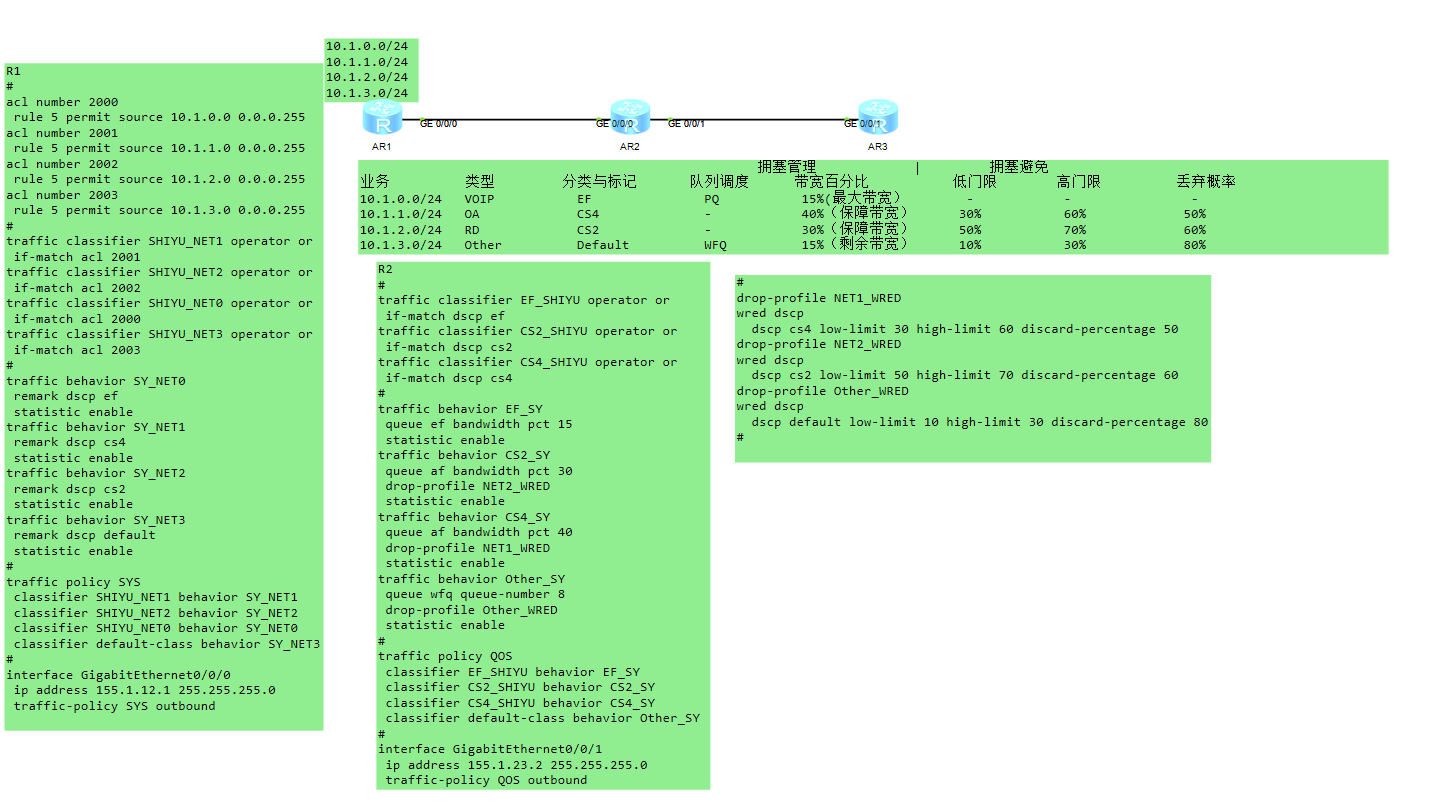 10.1.0.0/24
10.1.1.0/24
10.1.2.0/24
10.1.3.0/24
R1
#
acl number 2000
 rule 5 permit source 10.1.0.0 0.0.0.255
acl number 2001
 rule 5 permit source 10.1.1.0 0.0.0.255
acl number 2002
 rule 5 permit source 10.1.2.0 0.0.0.255
acl number 2003
 rule 5 permit source 10.1.3.0 0.0.0.255
#
traffic classifier SHIYU_NET1 operator or
 if-match acl 2001
traffic classifier SHIYU_NET2 operator or
 if-match acl 2002
traffic classifier SHIYU_NET0 operator or
 if-match acl 2000
traffic classifier SHIYU_NET3 operator or
 if-match acl 2003
#
traffic behavior SY_NET0
 remark dscp ef
 statistic enable
traffic behavior SY_NET1
 remark dscp cs4
 statistic enable
traffic behavior SY_NET2
 remark dscp cs2
 statistic enable
traffic behavior SY_NET3
 remark dscp default
 statistic enable
#
traffic policy SYS
 classifier SHIYU_NET1 behavior SY_NET1
 classifier SHIYU_NET2 behavior SY_NET2
 classifier SHIYU_NET0 behavior SY_NET0
 classifier default-class behavior SY_NET3
#
interface GigabitEthernet0/0/0
 ip address 155.1.12.1 255.255.255.0
 traffic-policy SYS outbound
R GE 0/0/0 GE 0/0/0 R GE 0/0/1 GE 0/0/1 R
AR1 AR2 AR3
拥塞管理 | 拥塞避免
业务 类型 分类与标记 队列调度 带宽百分比 低门限 高门限 丢弃概率
10.1.0.0/24 VOIP EF PQ 15%(最大带宽） - - -
10.1.1.0/24 OA CS4 - 40%（保障带宽） 30% 60% 50%
10.1.2.0/24 RD CS2 - 30%（保障带宽） 50% 70% 60%
10.1.3.0/24 Other Default WFQ 15%（剩余带宽） 10% 30% 80%
R2
#
traffic classifier EF_SHIYU operator or
 if-match dscp ef
traffic classifier CS2_SHIYU operator or
 if-match dscp cs2
traffic classifier CS4_SHIYU operator or
 if-match dscp cs4
#
traffic behavior EF_SY
 queue ef bandwidth pct 15
 statistic enable
traffic behavior CS2_SY
 queue af bandwidth pct 30
 drop-profile NET2_WRED
 statistic enable
traffic behavior CS4_SY
 queue af bandwidth pct 40
 drop-profile NET1_WRED
 statistic enable
traffic behavior Other_SY
 queue wfq queue-number 8
 drop-profile Other_WRED
 statistic enable
#
traffic policy QOS
 classifier EF_SHIYU behavior EF_SY
 classifier CS2_SHIYU behavior CS2_SY
 classifier CS4_SHIYU behavior CS4_SY
 classifier default-class behavior Other_SY
#
interface GigabitEthernet0/0/1
 ip address 155.1.23.2 255.255.255.0
 traffic-policy QOS outbound
#
drop-profile NET1_WRED
wred dscp
  dscp cs4 low-limit 30 high-limit 60 discard-percentage 50
drop-profile NET2_WRED
wred dscp
  dscp cs2 low-limit 50 high-limit 70 discard-percentage 60
drop-profile Other_WRED
wred dscp
  dscp default low-limit 10 high-limit 30 discard-percentage 80
#